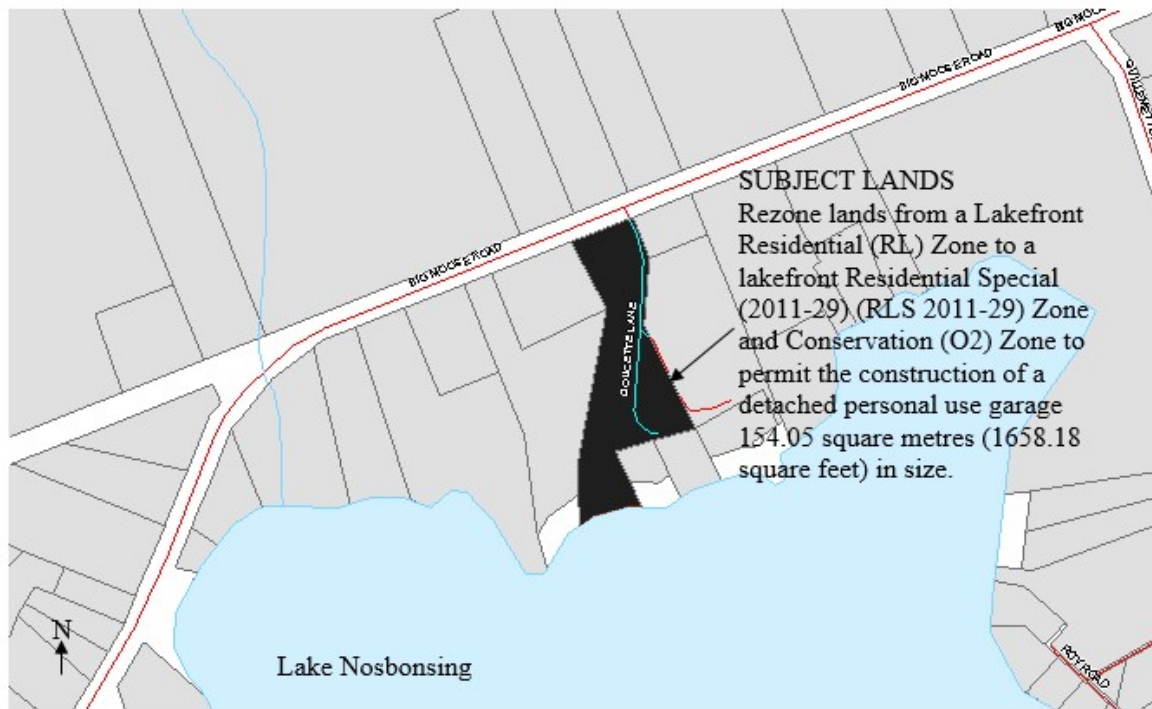 BIG MOOSE ROAD
SUBJECT LANDS
Rezone lands from a Lakefront
Residential (RL) Zone to a
lakefront Residential Special
(2011-29) (RLS 2011-29) Zone
and Conservation (O2) Zone to
permit the construction of a
detached personal use garage
154.05 square metres (1658.18
square feet) in size.
BIG MOOSE ROAD
DOUCETTE LANE
N
Lake Nosbonsing
ROY ROAD